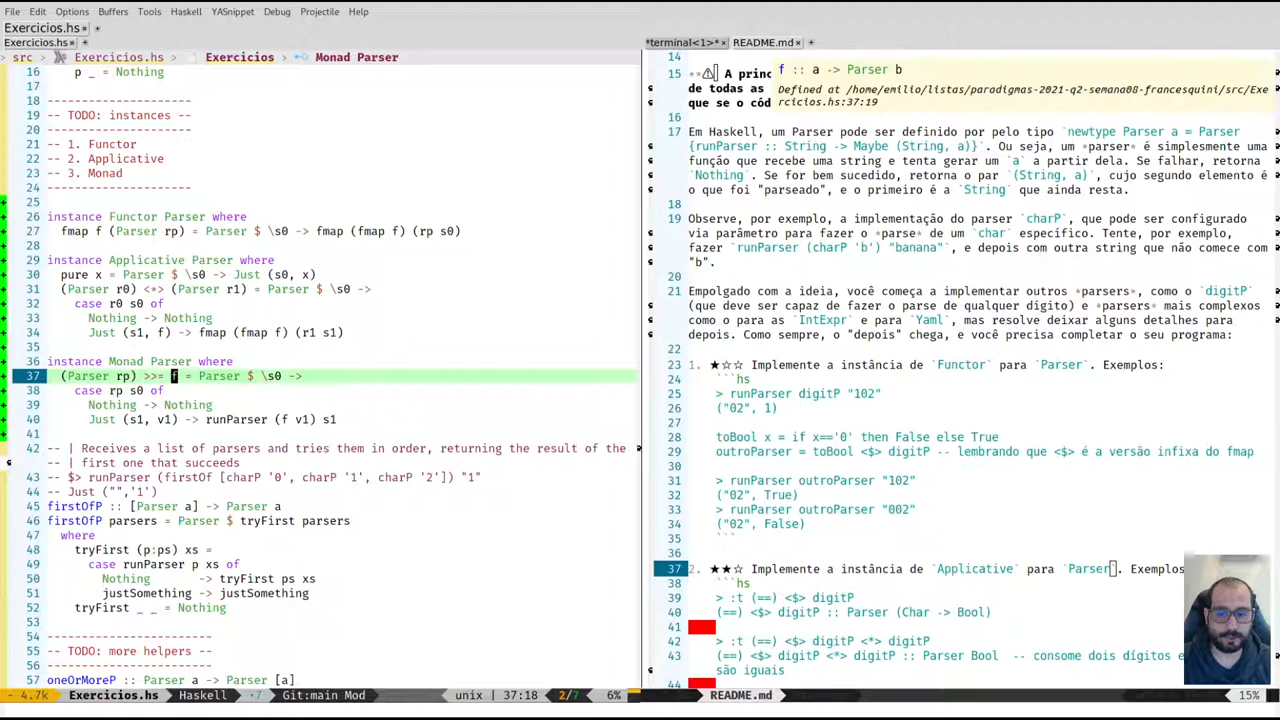 File Edit Options Buffers Tools Haskell YASnippet Debug Projectile Help
Exercicios.hs× +
Exercicios.hs× +
src > Exercicios.hs > Exercicios > Monad Parser
16 p _ = Nothing
17
18 ---------------------
19 -- TODO: instances --
20 ---------------------
21 -- 1. Functor
22 -- 2. Applicative
23 -- 3. Monad
24 ---------------------
25
26 instance Functor Parser where
27 fmap f (Parser rp) = Parser $ \s0 -> fmap (fmap f) (rp s0)
28
29 instance Applicative Parser where
30 pure x = Parser $ \s0 -> Just (s0, x)
31 (Parser r0) <*> (Parser r1) = Parser $ \s0 ->
32 case r0 s0 of
33 Nothing -> Nothing
34 Just (s1, f) -> fmap (fmap f) (r1 s1)
35
36 instance Monad Parser where
37 (Parser rp) >>= f = Parser $ \s0 ->
38 case rp s0 of
39 Nothing -> Nothing
40 Just (s1, v1) -> runParser (f v1) s1
41
42 -- | Receives a list of parsers and tries them in order, returning the result of the
-- | first one that succeeds
43 -- $> runParser (firstOf [charP '0', charP '1', charP '2']) "1"
44 -- Just ("",'1')
45 firstOfP :: [Parser a] -> Parser a
46 firstOfP parsers = Parser $ tryFirst parsers
47 where
48 tryFirst (p:ps) xs =
49 case runParser p xs of
50 Nothing -> tryFirst ps xs
51 justSomething -> justSomething
52 tryFirst _ _ = Nothing
53
54 -----------------------
55 -- TODO: more helpers --
56 -----------------------
57 oneOrMoreP :: Parser a -> Parser [a]
- 4.7k Exercicios.hs Haskell ‹7 Git:main Mod unix | 37:18 2/7 6%
*terminal<1>*× README.md× +
14
15 **⚠ A princ
de todas as
que se o cód
f :: a -> Parser b
Defined at /home/emilio/listas/paradigmas-2021-q2-semana08-francesquini/src/Exe
rcicios.hs:37:19
16
17 Em Haskell, um Parser pode ser definido por pelo tipo `newtype Parser a = Parser
{runParser :: String -> Maybe (String, a)}`. Ou seja, um *parser* é simplesmente uma
função que recebe uma string e tenta gerar um `a` a partir dela. Se falhar, retorna
`Nothing`. Se for bem sucedido, retorna o par `(String, a)`, cujo segundo elemento é
o que foi "parseado", e o primeiro é a `String` que ainda resta.
18
19 Observe, por exemplo, a implementação do parser `charP`, que pode ser configurado
via parâmetro para fazer o *parse* de um `char` específico. Tente, por exemplo,
fazer `runParser (charP 'b') "banana"`, e depois com outra string que não comece com
"b".
20
21 Empolgado com a ideia, você começa a implementar outros *parsers*, como o `digitP`
(que deve ser capaz de fazer o parse de qualquer dígito) e *parsers* mais complexos
como o para as `IntExpr` e para `Yaml`, mas resolve deixar alguns detalhes para
depois. Como sempre, o "depois" chega, e você precisa completar o seu programa:
22
23 1. ★☆☆ Implemente a instância de `Functor` para `Parser`. Exemplos:
24 ```hs
25 > runParser digitP "102"
26 ("02", 1)
27
28 toBool x = if x=='0' then False else True
29 outroParser = toBool <$> digitP -- lembrando que <$> é a versão infixa do fmap
30
31 > runParser outroParser "102"
32 ("02", True)
33 > runParser outroParser "002"
34 ("02", False)
35 ```
36
37 2. ★★☆ Implemente a instância de `Applicative` para `Parser`. Exemplos
38 ```hs
39 > :t (==) <$> digitP
40 (==) <$> digitP :: Parser (Char -> Bool)
41
42 > :t (==) <$> digitP <*> digitP
43 (==) <$> digitP <*> digitP :: Parser Bool -- consome dois dígitos e
são iguais
44
README.md 15%